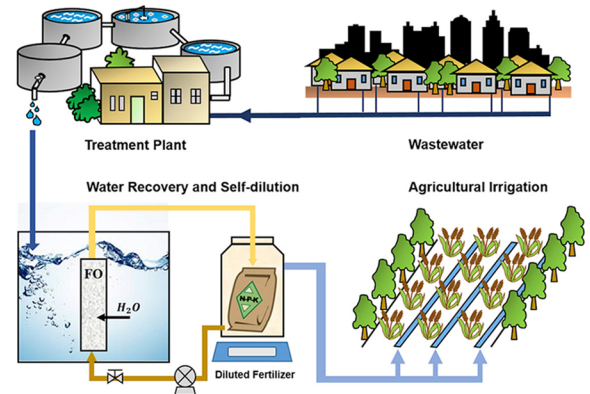 Treatment Plant
Wastewater
Water Recovery and Self-dilution
Agricultural Irrigation
FO
H₂O
N-P-K
Diluted Fertilizer